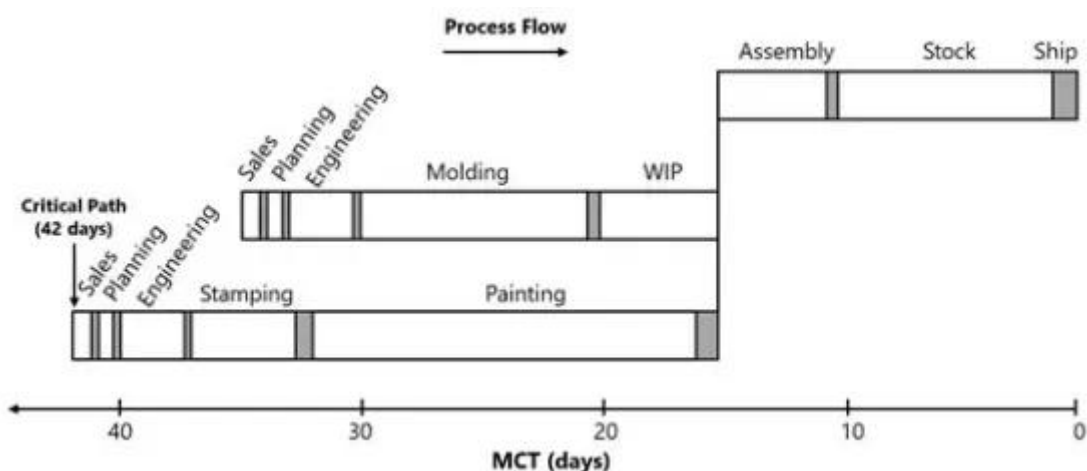 Process Flow
Assembly Stock Ship
Sales Planning Engineering Molding WIP
Critical Path
(42 days)
Sales Planning Engineering Stamping Painting
40 30 20 10 0
MCT (days)